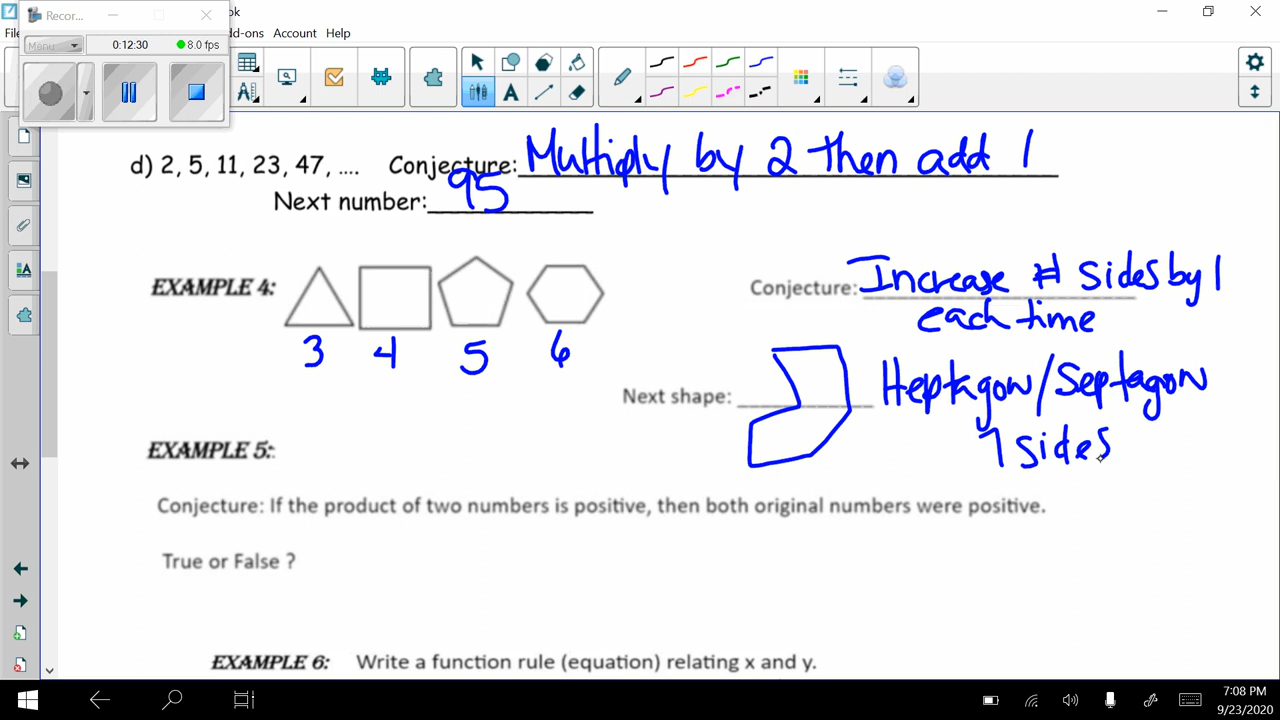 Recor...
ok
Menu
0:12:30
8.0 fps
Fil
dd-ons Account Help
d) 2, 5, 11, 23, 47, .... Conjecture: Multiply by 2 then add 1
Next number: 95
EXAMPLE 4:
Conjecture: Increase # sides by 1
each time
3 4 5 6
Next shape: Heptagon/Septagon
7 sides
EXAMPLE 5:
Conjecture: If the product of two numbers is positive, then both original numbers were positive.
True or False ?
EXAMPLE 6: Write a function rule (equation) relating x and y.
7:08 PM
9/23/2020